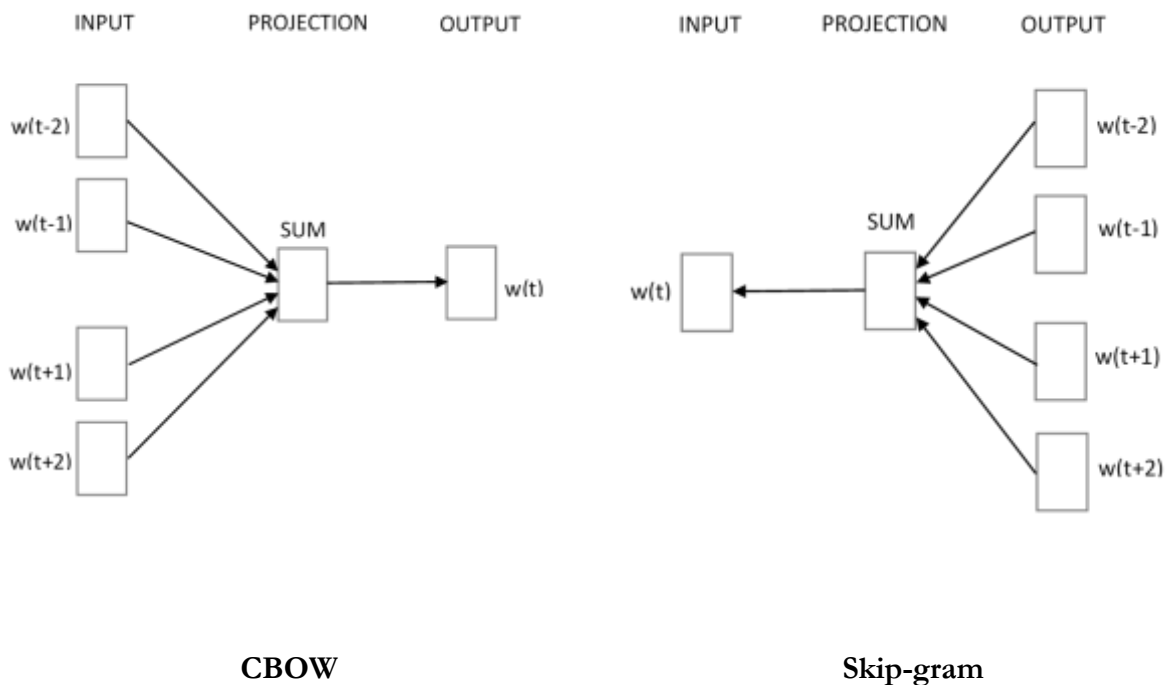 INPUT PROJECTION OUTPUT
w(t-2)
w(t-1)
SUM
w(t)
w(t+1)
w(t+2)
CBOW
INPUT PROJECTION OUTPUT
w(t-2)
w(t-1)
SUM
w(t)
w(t+1)
w(t+2)
Skip-gram